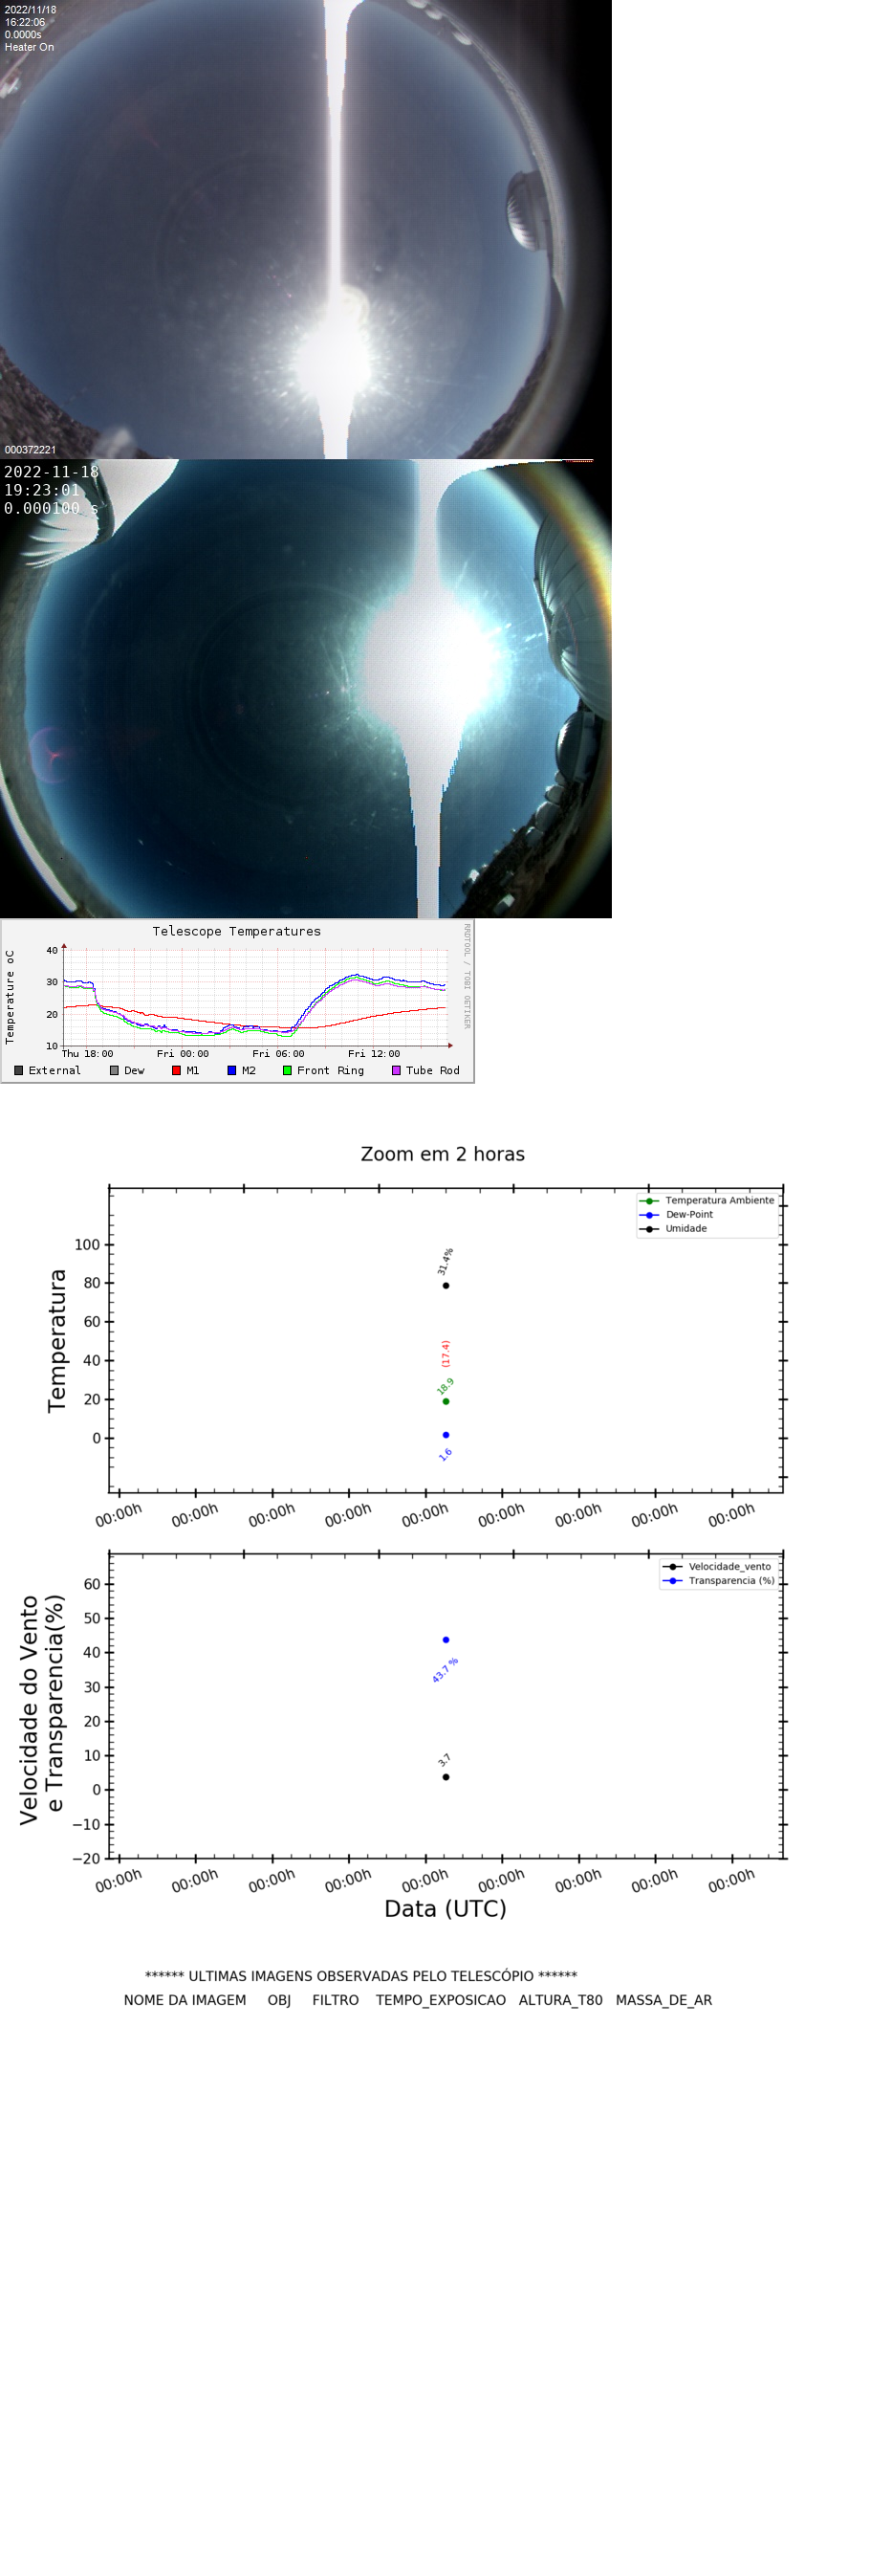 2022/11/18
16:22:06
0.0000s
Heater On
000372221
2022-11-18
19:23:01
0.000100 s
Telescope Temperatures
RRDTOOL / TOBI OETIKER
Temperature oC
40
30
20
10
Thu 18:00 Fri 00:00 Fri 06:00 Fri 12:00
External Dew M1 M2 Front Ring Tube Rod
Zoom em 2 horas
Temperatura
Temperatura Ambiente
Dew-Point
Umidade
100
80
60
40
20
0
31.4%
(17.4)
18.9
1.6
00:00h 00:00h 00:00h 00:00h 00:00h 00:00h 00:00h 00:00h 00:00h
Velocidade do Vento
e Transparencia(%)
Velocidade_vento
Transparencia (%)
60
50
40
30
20
10
0
−10
−20
43.7 %
3.7
00:00h 00:00h 00:00h 00:00h 00:00h 00:00h 00:00h 00:00h 00:00h
Data (UTC)
****** ULTIMAS IMAGENS OBSERVADAS PELO TELESCÓPIO ******
NOME DA IMAGEM OBJ FILTRO TEMPO_EXPOSICAO ALTURA_T80 MASSA_DE_AR